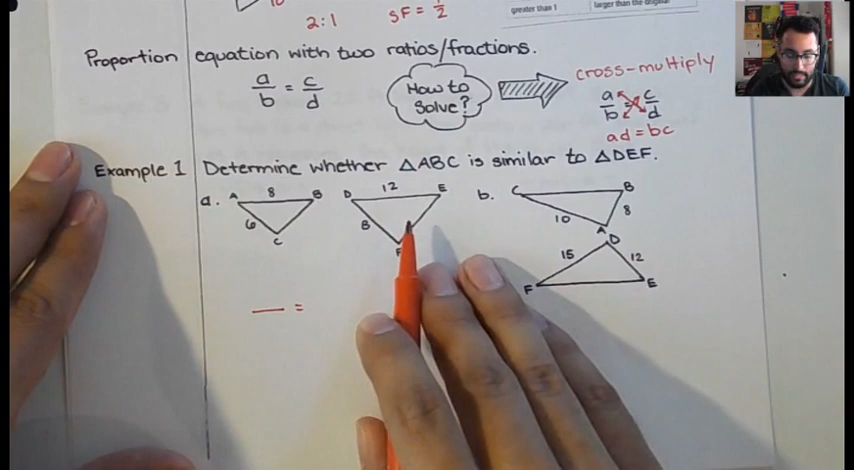 10
2:1
SF = 1/2
greater than 1
larger than the original
Proportion equation with two ratios/fractions.
a/b = c/d
How to
Solve?
cross-multiply
a/b = c/d
ad = bc
Example 1 Determine whether △ABC is similar to △DEF.
a. A 8 B
6
C
D 12 E
8
F
b. C B
10 8
A
D
15 12
F E
— =